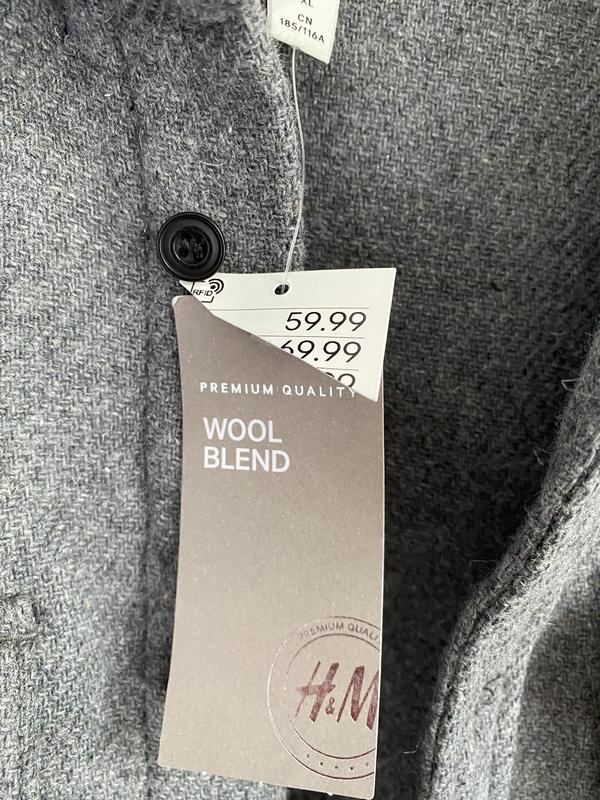 XL
CN
185/116A
RFID
59.99
69.99
PREMIUM QUALITY
WOOL
BLEND
PREMIUM QUALI
H&M